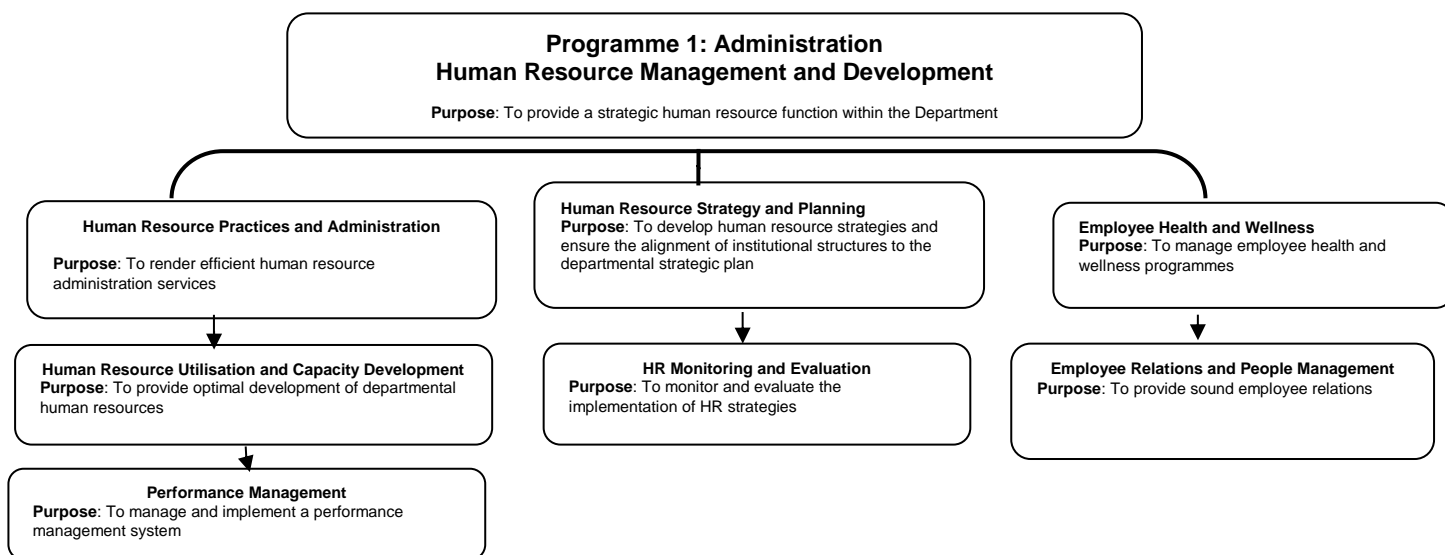 Programme 1: Administration
Human Resource Management and Development
Purpose: To provide a strategic human resource function within the Department
Human Resource Practices and Administration
Purpose: To render efficient human resource
administration services
Human Resource Strategy and Planning
Purpose: To develop human resource strategies and
ensure the alignment of institutional structures to the
departmental strategic plan
Employee Health and Wellness
Purpose: To manage employee health and
wellness programmes
Human Resource Utilisation and Capacity Development
Purpose: To provide optimal development of departmental
human resources
HR Monitoring and Evaluation
Purpose: To monitor and evaluate the
implementation of HR strategies
Employee Relations and People Management
Purpose: To provide sound employee relations
Performance Management
Purpose: To manage and implement a performance
management system